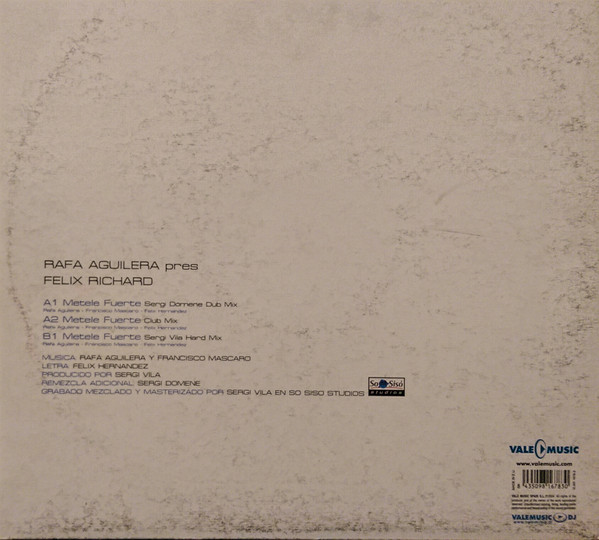 RAFA AGUILERA pres
FELIX RICHARD
A1 Metele Fuerte Sergi Domene Dub Mix
Rafa Aguilera - Francisco Mascaro - Felix Hernandez
A2 Metele Fuerte Club Mix
Rafa Aguilera - Francisco Mascaro - Felix Hernandez
B1 Metele Fuerte Sergi Vila Hard Mix
Rafa Aguilera - Francisco Mascaro - Felix Hernandez
MUSICA RAFA AGUILERA Y FRANCISCO MASCARO
LETRA FELIX HERNANDEZ
PRODUCIDO POR SERGI VILA
REMEZCLA ADICIONAL SERGI DOMENE
GRABADO MEZCLADO Y MASTERIZADO POR SERGI VILA EN SO SISO STUDIOS
So Sisó
studios
VALE MUSIC
www.valemusic.com
8 435098 167830
VALEMUSIC DJ